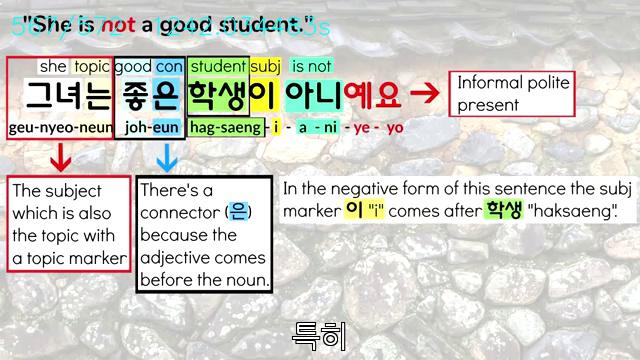 "She is not a good student."
she topic good con student subj is not
그녀는 좋은 학생이 아니예요 → Informal polite present
geu-nyeo-neun joh-eun hag-saeng - i - a - ni - ye - yo
The subject
which is also
the topic with
a topic marker
There's a
connector (은)
because the
adjective comes
before the noun.
In the negative form of this sentence the subj
marker 이 "i" comes after 학생 "haksaeng".
특히